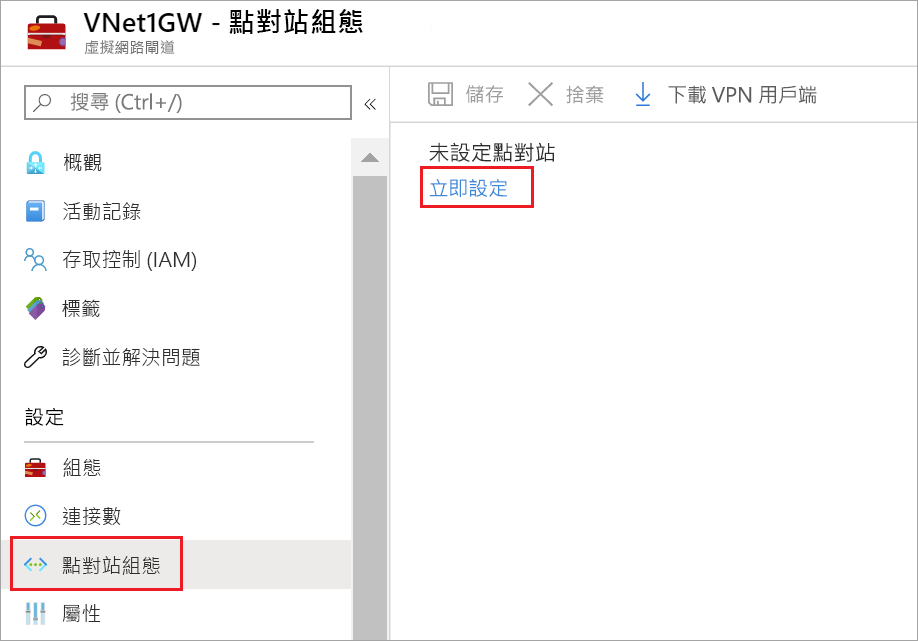 VNet1GW - 點對站組態
虛擬網路閘道
搜尋 (Ctrl+/)
«
儲存
捨棄
下載 VPN 用戶端
概觀
活動記錄
存取控制 (IAM)
標籤
診斷並解決問題
設定
組態
連接數
點對站組態
屬性
未設定點對站
立即設定